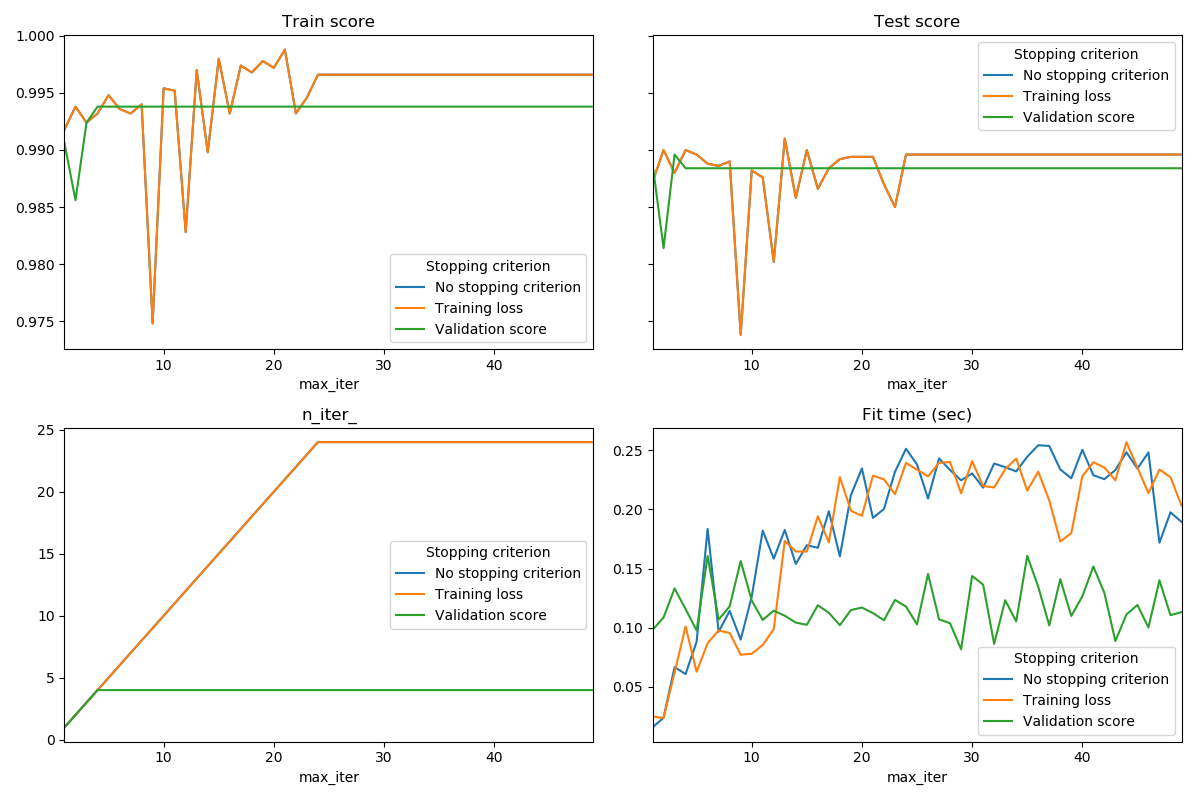 Train score
1.000
0.995
0.990
0.985
0.980
0.975
Stopping criterion
No stopping criterion
Training loss
Validation score
10
20
30
40
max_iter
Test score
Stopping criterion
No stopping criterion
Training loss
Validation score
10
20
30
40
max_iter
n_iter_
25
20
15
10
5
0
Stopping criterion
No stopping criterion
Training loss
Validation score
10
20
30
40
max_iter
Fit time (sec)
0.25
0.20
0.15
0.10
0.05
Stopping criterion
No stopping criterion
Training loss
Validation score
10
20
30
40
max_iter